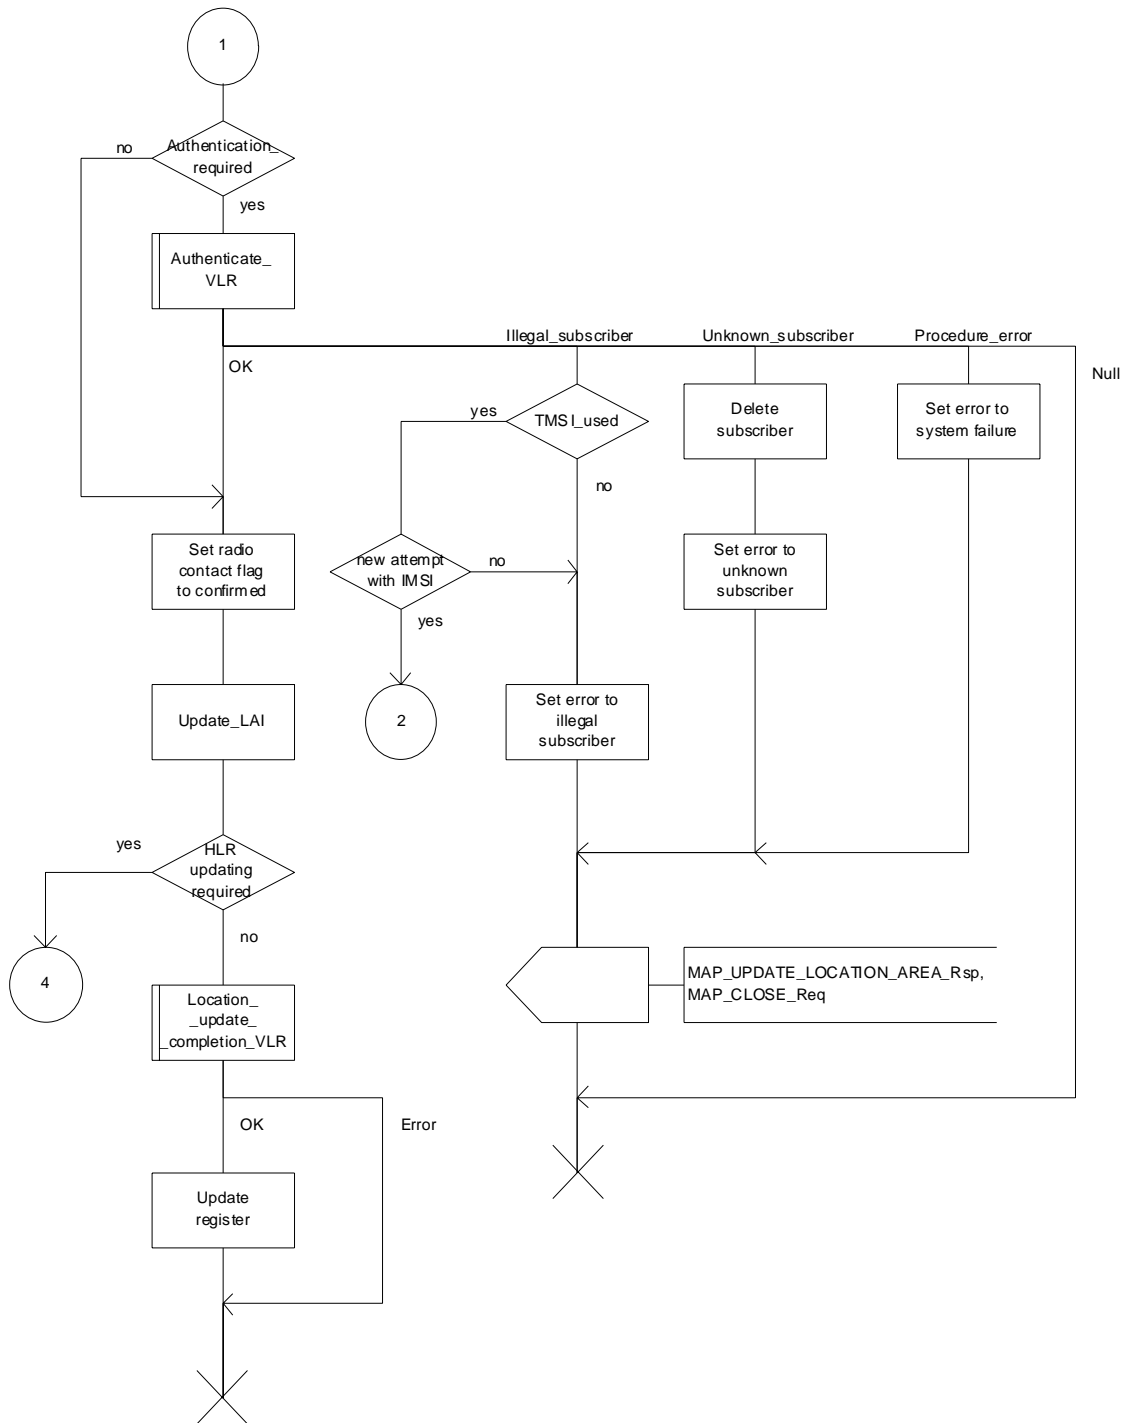 1
Authentication_
required
no
yes
Authenticate_
VLR
Illegal_subscriber
Unknown_subscriber
Procedure_error
OK
Null
TMSI_used
yes
no
Delete
subscriber
Set error to
system failure
Set radio
contact flag
to confirmed
new attempt
with IMSI
no
yes
Set error to
unknown
subscriber
Update_LAI
2
Set error to
illegal
subscriber
HLR
updating
required
yes
no
4
Location_
_update_
_completion_VLR
MAP_UPDATE_LOCATION_AREA_Rsp,
MAP_CLOSE_Req
OK
Error
Update
register